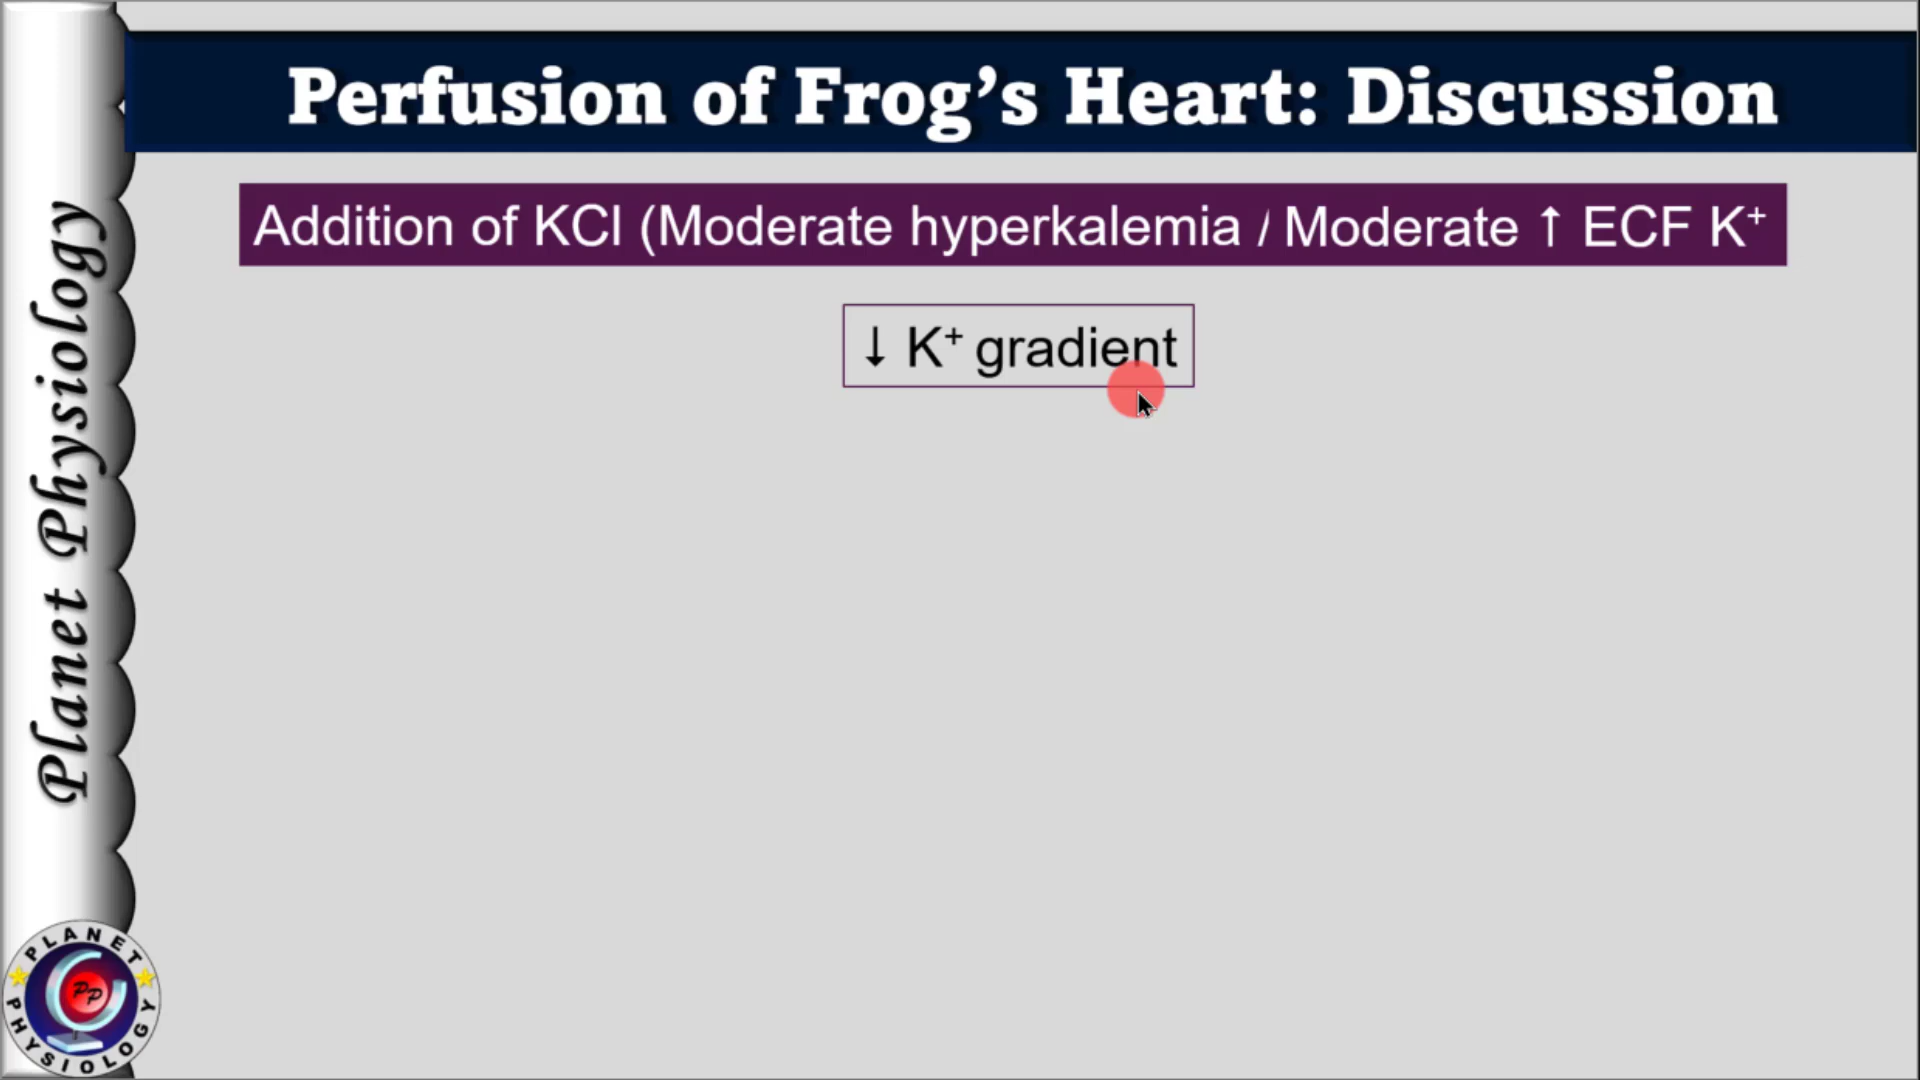 Perfusion of Frog’s Heart: Discussion
Addition of KCl (Moderate hyperkalemia / Moderate ↑ ECF K⁺
↓ K⁺ gradient
Planet Physiology
PLANET PHYSIOLOGY
PP